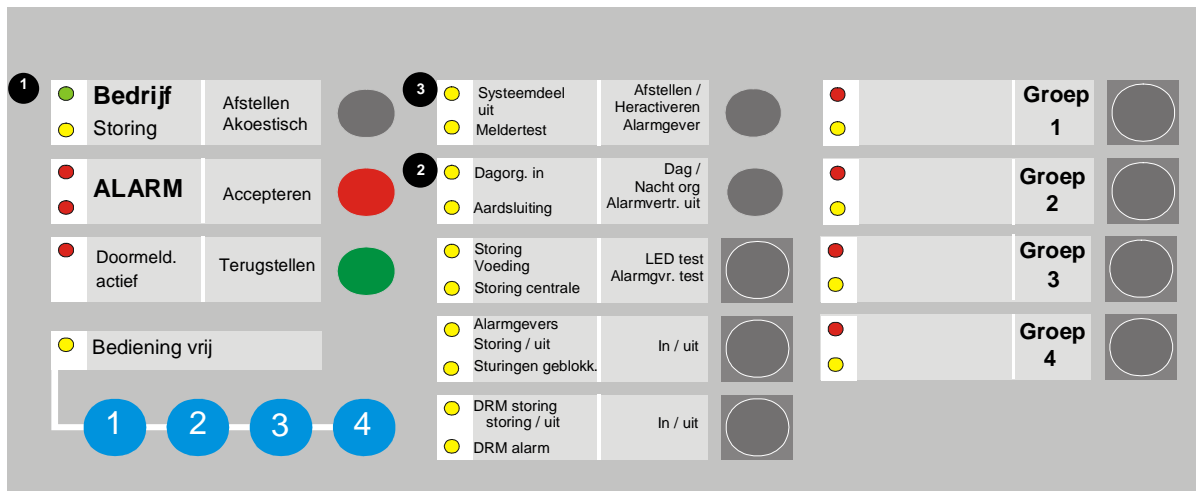 1
Bedrijf
Storing
Afstellen
Akoestisch
ALARM
Accepteren
Doormeld.
actief
Terugstellen
Bediening vrij
1
2
3
4
3
Systeemdeel
uit
Meldertest
Afstellen /
Heractiveren
Alarmgever
2
Dagorg. in
Aardsluiting
Dag /
Nacht org
Alarmvertr. uit
Storing
Voeding
Storing centrale
LED test
Alarmgvr. test
Alarmgevers
Storing / uit
Sturingen geblokk.
In / uit
DRM storing
storing / uit
DRM alarm
In / uit
Groep
1
Groep
2
Groep
3
Groep
4